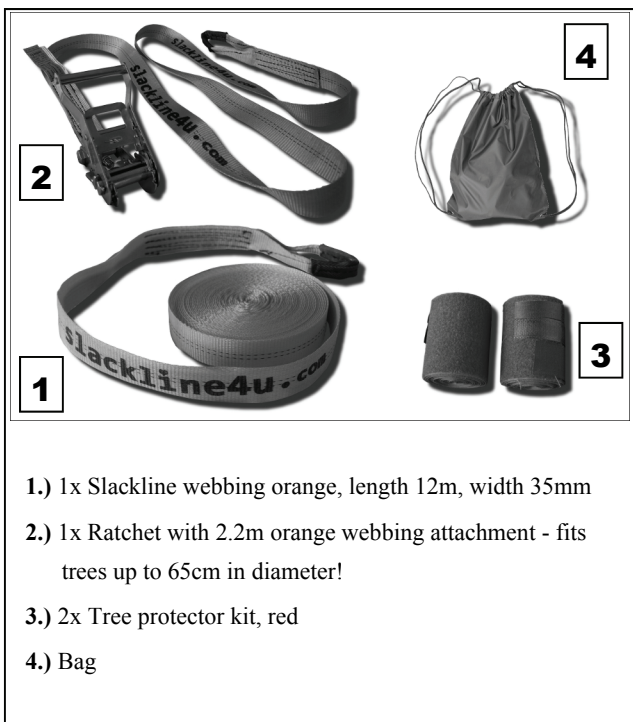 slackline4u.com
slackline4u.com
4
2
slackline4u.com
3
1
1.) 1x Slackline webbing orange, length 12m, width 35mm
2.) 1x Ratchet with 2.2m orange webbing attachment - fits
trees up to 65cm in diameter!
3.) 2x Tree protector kit, red
4.) Bag